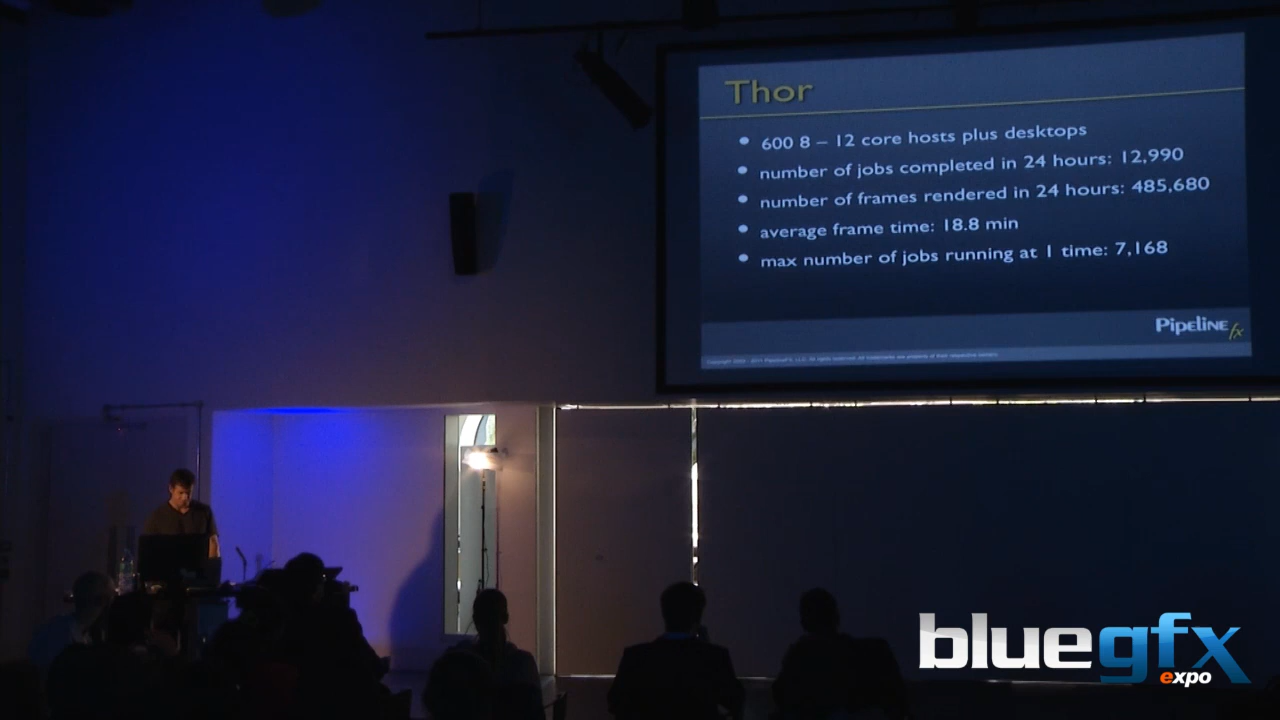 Thor
600 8 – 12 core hosts plus desktops
number of jobs completed in 24 hours: 12,990
number of frames rendered in 24 hours: 485,680
average frame time: 18.8 min
max number of jobs running at 1 time: 7,168
Pipelinefx
bluegfx
expo